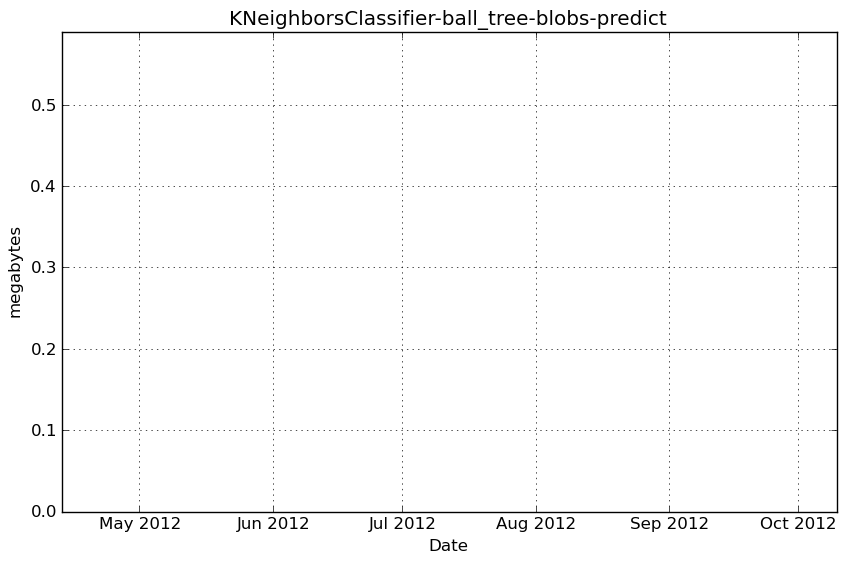 KNeighborsClassifier-ball_tree-blobs-predict
0.5
0.4
0.3
0.2
0.1
0.0
megabytes
May 2012 Jun 2012 Jul 2012 Aug 2012 Sep 2012 Oct 2012
Date